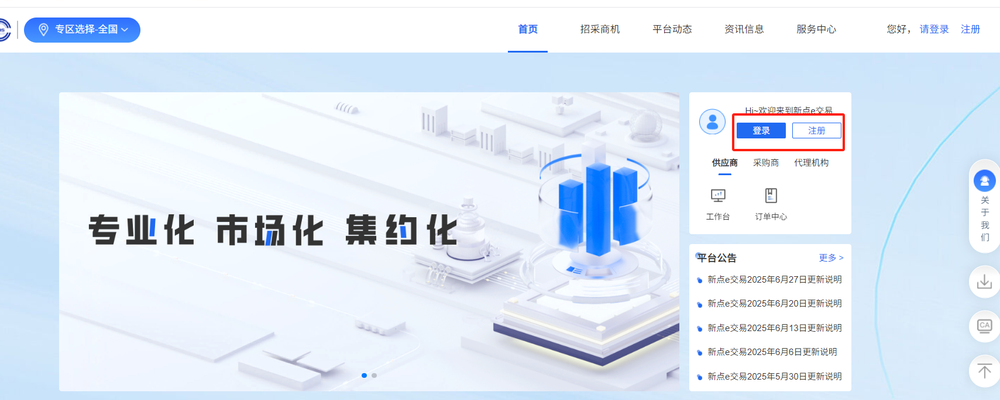 专区选择-全国
首页
招采商机
平台动态
资讯信息
服务中心
您好， 请登录 注册
专业化 市场化 集约化
Hi~欢迎来到新点e交易
登录
注册
供应商 采购商 代理机构
工作台
订单中心
平台公告
更多 >
新点e交易2025年6月27日更新说明
新点e交易2025年6月20日更新说明
新点e交易2025年6月13日更新说明
新点e交易2025年6月6日更新说明
新点e交易2025年5月30日更新说明
关
于
我
们
CA